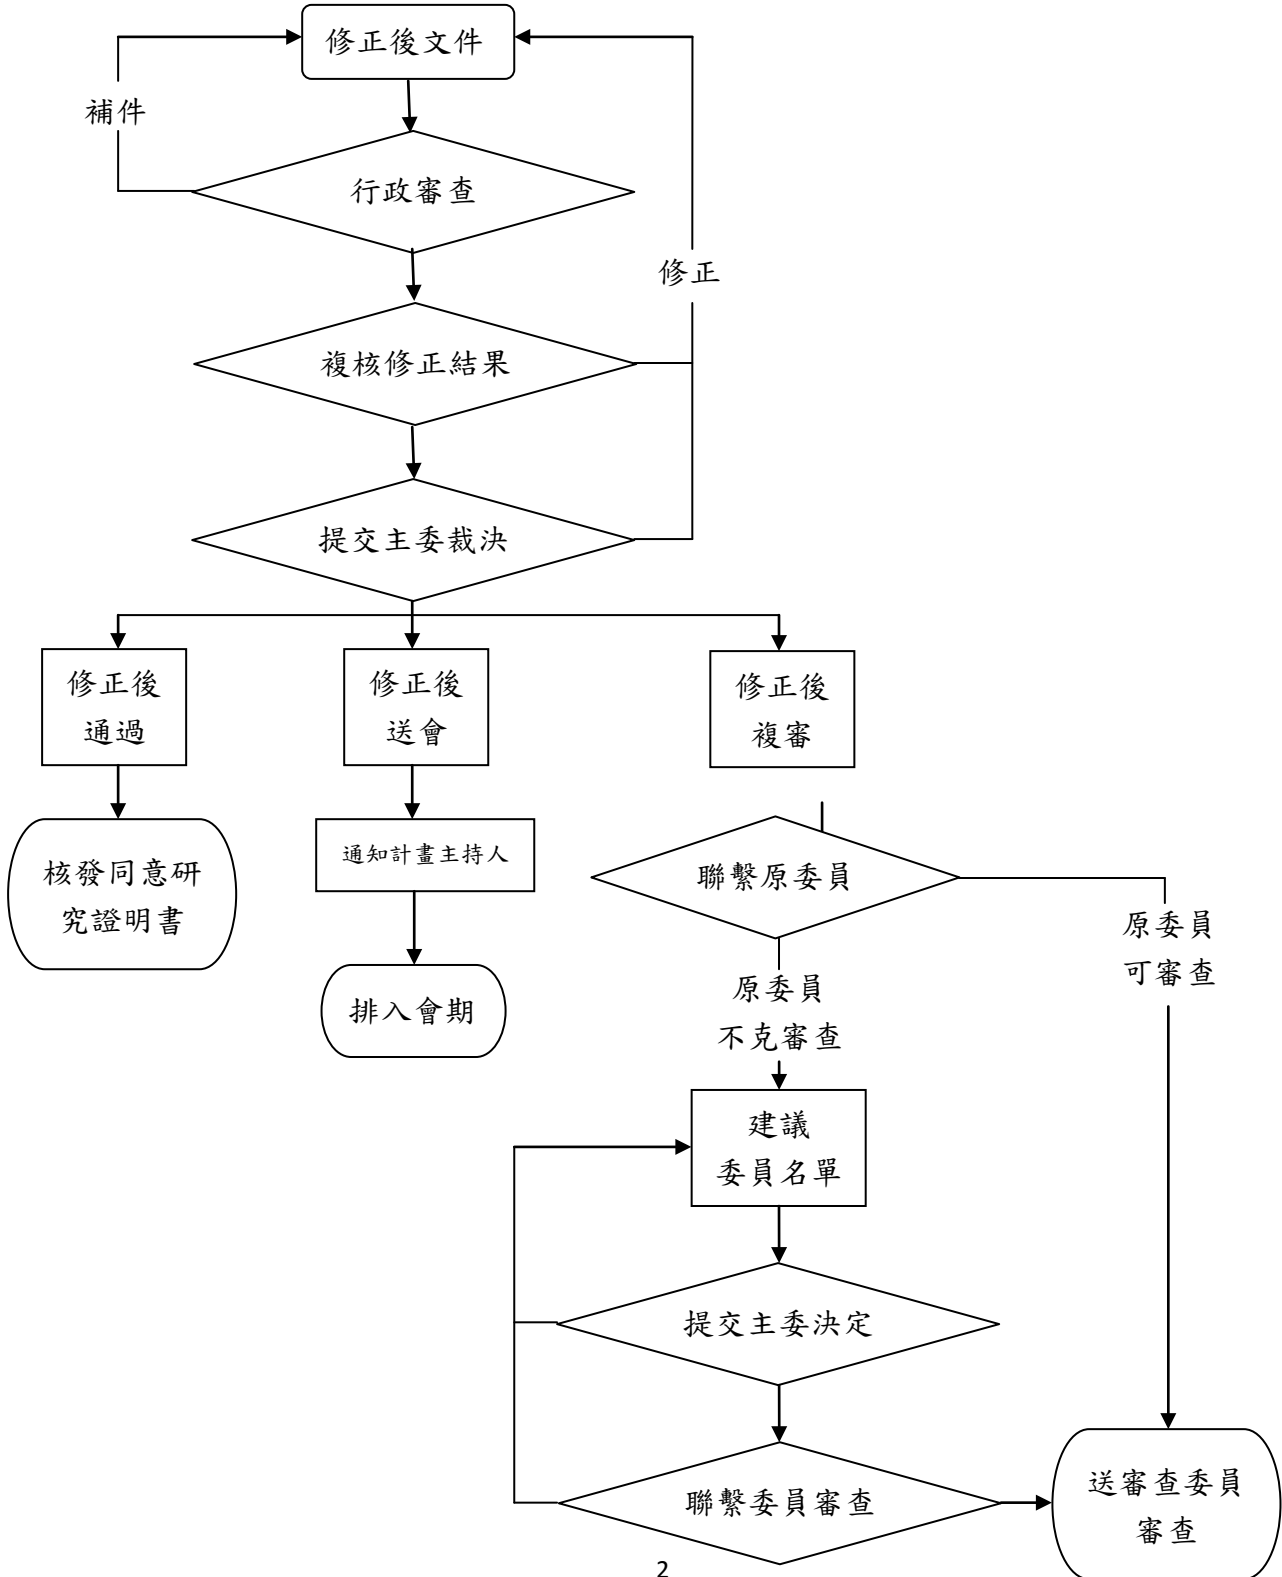 修正後文件
補件
行政審查
修正
複核修正結果
提交主委裁決
修正後
通過
修正後
送會
修正後
複審
核發同意研
究證明書
通知計畫主持人
聯繫原委員
原委員
可審查
排入會期
原委員
不克審查
建議
委員名單
提交主委決定
聯繫委員審查
送審查委員
審查
2